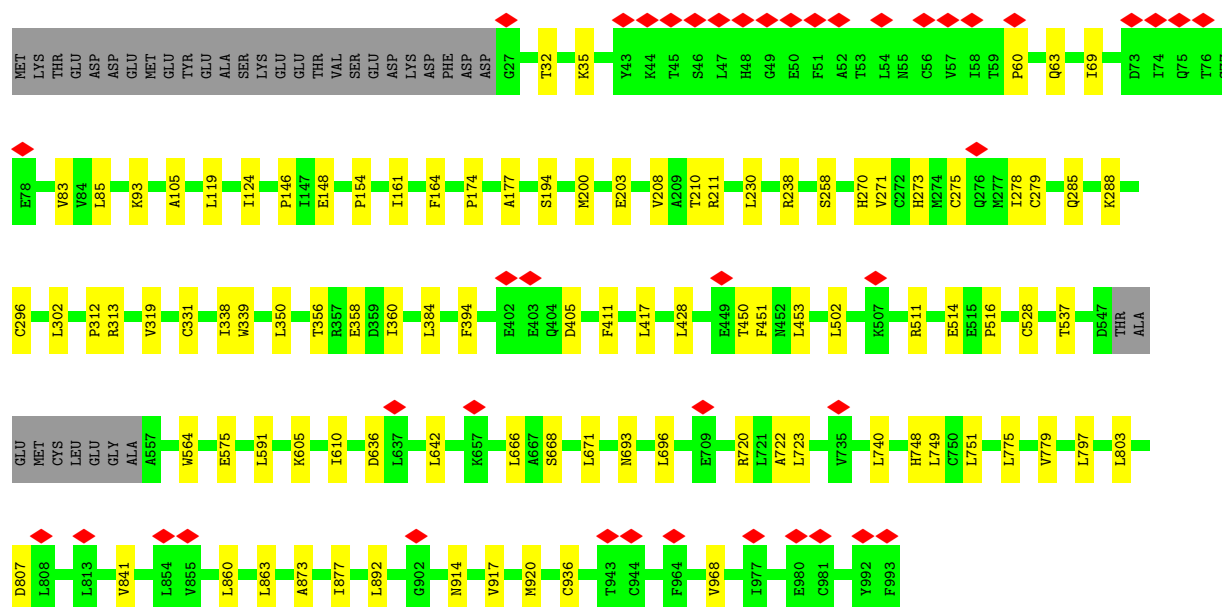 MET LYS THR GLU ASP ASP GLU MET GLU TYR GLU ALA SER LYS GLU GLU THR VAL SER GLU ASP LYS ASP PHE ASP ASP G27 T32 K35 Y43 K44 T45 S46 L47 H48 G49 E50 F51 A52 T53 L54 N55 C56 V57 I58 T59 P60 Q63 I69 D73 I74 Q75 T76
E78 V83 V84 L85 K93 A105 L119 I124 P146 I147 E148 P154 I161 F164 P174 A177 S194 M200 E203 V208 A209 T210 R211 L230 R238 S258 H270 V271 C272 H273 M274 C275 Q276 M277 I278 C279 Q285 K288
C296 L302 P312 R313 V319 C331 I338 W339 L350 T356 R357 E358 D359 I360 L384 F394 E402 E403 Q404 D405 F411 L417 L428 E449 T450 F451 N452 L453 L502 K507 R511 E514 E515 P516 C528 T537 D547 THR ALA
GLU MET CYS LEU GLU GLY ALA A557 W564 E575 L591 K605 I610 D636 L637 L642 K657 L666 A667 S668 L671 N693 L696 E709 R720 L721 A722 L723 V735 L740 H748 L749 C750 L751 L775 V779 L797 L803
D807 L808 L813 V841 L854 V855 L860 L863 A873 I877 L892 G902 N914 V917 M920 C936 T943 C944 F964 V968 I977 E980 C981 Y992 F993